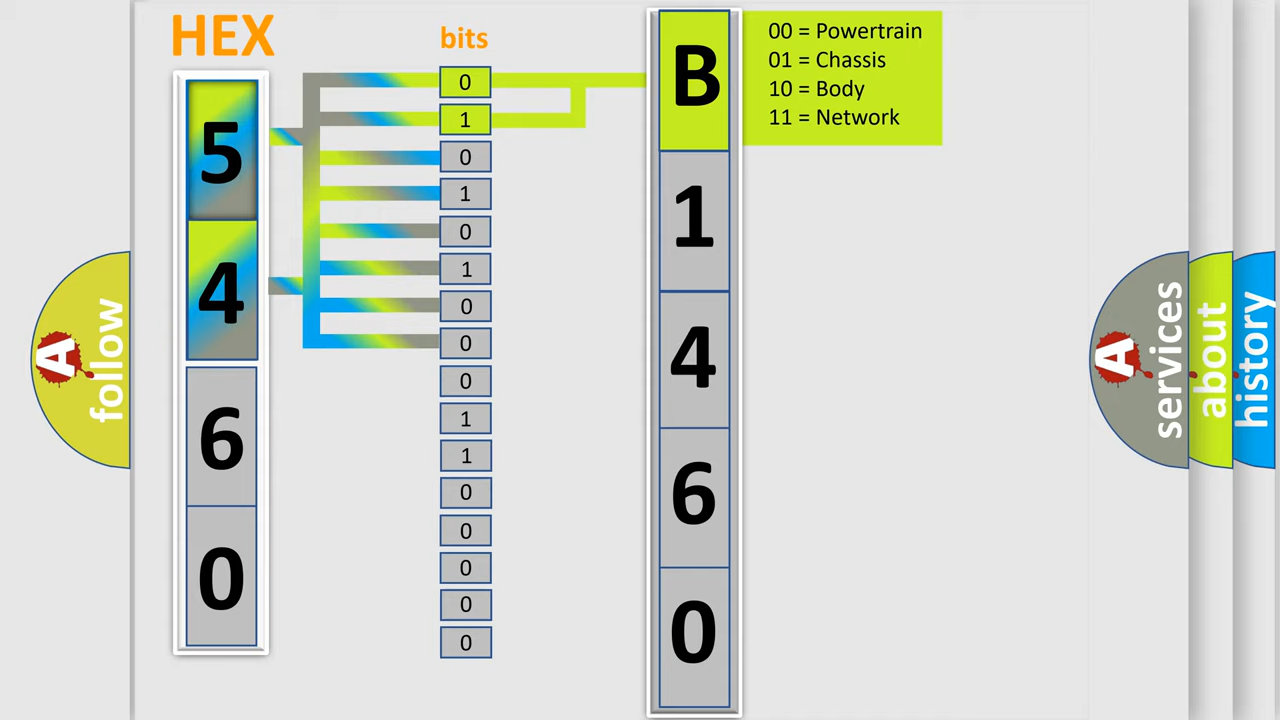 HEX
bits
5
4
6
0
0
1
0
1
0
1
0
0
0
1
1
0
0
0
0
0
B
1
4
6
0
00 = Powertrain
01 = Chassis
10 = Body
11 = Network
A
follow
A
services
about
history